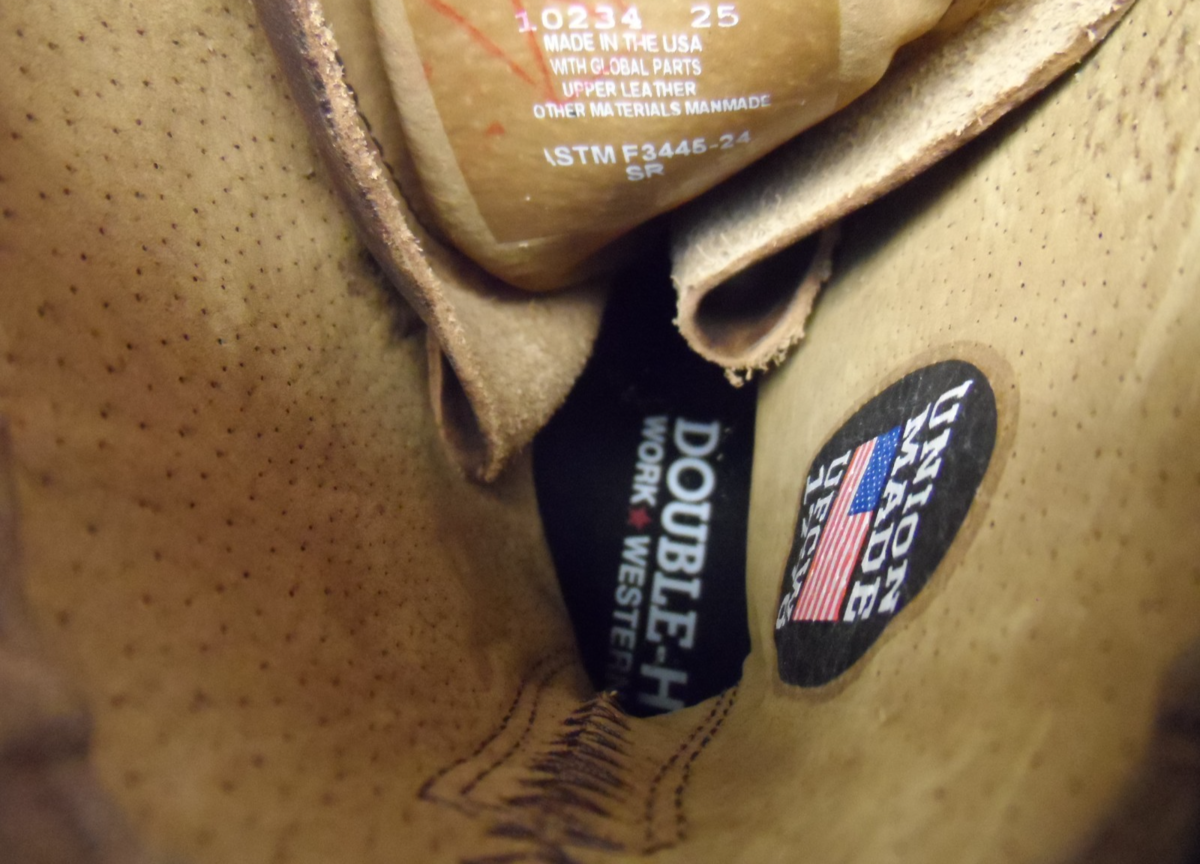 10234 25
MADE IN THE USA
WITH GLOBAL PARTS
UPPER LEATHER
OTHER MATERIALS MANMADE
ASTM F3445-24
SR
DOUBLE-H
WORK ★ WESTERN
UNION
MADE
UFCW